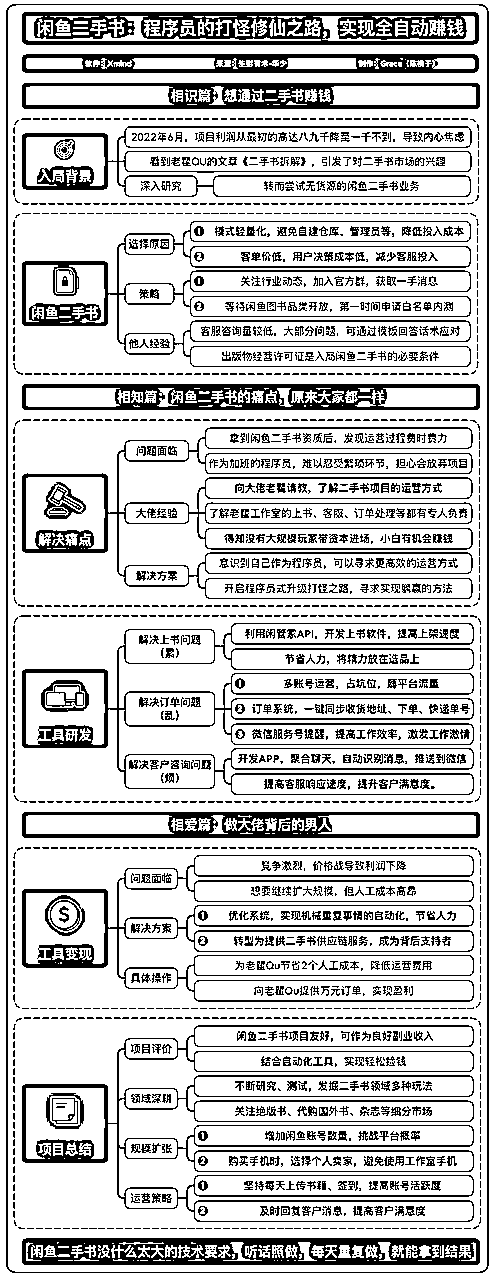 闲鱼二手书：程序员的打怪修仙之路，实现全自动赚钱
软件：Xmind
相识篇：想通过二手书赚钱
入局背景
2022年6月，项目利润从最初的高达八九千降至一千不到，导致内心焦虑
看到老瞿QU的文章《二手书拆解》，引发了对二手书市场的兴趣
深入研究
转而尝试无货源的闲鱼二手书业务
闲鱼二手书
选择原因
❶ 模式轻量化，避免自建仓库、管理员等，降低投入成本
❷ 客单价低，用户决策成本低，减少客服投入
策略
❶ 关注行业动态，加入官方群，获取一手消息
❷ 等待闲鱼图书品类开放，第一时间申请白名单内测
他人经验
客服咨询量较低，大部分问题，可通过模板回答话术应对
出版物经营许可证是入局闲鱼二手书的必要条件
相知篇：闲鱼二手书的痛点，原来大家都一样
解决痛点
问题面临
拿到闲鱼二手书资质后，发现运营过程费时费力
作为加班的程序员，难以忍受繁琐环节，担心会放弃项目
大佬经验
向大佬老瞿请教，了解二手书项目的运营方式
了解老瞿工作室的上书、客服、订单处理等都有专人负责
得知没有大规模玩家带资本进场，小白有机会赚钱
解决方案
意识到自己作为程序员，可以寻求更高效的运营方式
开启程序员式升级打怪之路，寻求实现躺赢的方法
工具研发
解决上书问题
（累）
利用闲管家API，开发上书软件，提高上架速度
节省人力，将精力放在选品上
解决订单问题
（乱）
❶ 多账号运营，占坑位，薅平台流量
❷ 订单系统，一键同步收货地址、下单、快递单号
❸ 微信服务号提醒，提高工作效率，激发工作激情
解决客户咨询问题
（烦）
开发APP，聚合聊天，自动识别消息，推送到微信
提高客服响应速度，提升客户满意度。
相爱篇：做大佬背后的男人
工具变现
问题面临
竞争激烈，价格战导致利润下降
想要继续扩大规模，但人工成本高昂
解决方案
❶ 优化系统，实现机械重复事情的自动化，节省人力
❷ 转型为提供二手书供应链服务，成为背后支持者
具体操作
为老瞿Qu节省2个人工成本，降低运营费用
向老瞿Qu提供万元订单，实现盈利
项目总结
项目评价
闲鱼二手书项目友好，可作为良好副业收入
结合自动化工具，实现轻松捡钱
领域深耕
不断研究、测试，发掘二手书领域多种玩法
关注绝版书、代购国外书、杂志等细分市场
规模扩张
❶ 增加闲鱼账号数量，挑战平台概率
❷ 购买手机时，选择个人卖家，避免使用工作室手机
运营策略
❶ 坚持每天上传书籍、签到，提高账号活跃度
❷ 及时回复客户消息，提高客户满意度
闲鱼二手书没什么太大的技术要求，听话照做，每天重复做，就能拿到结果